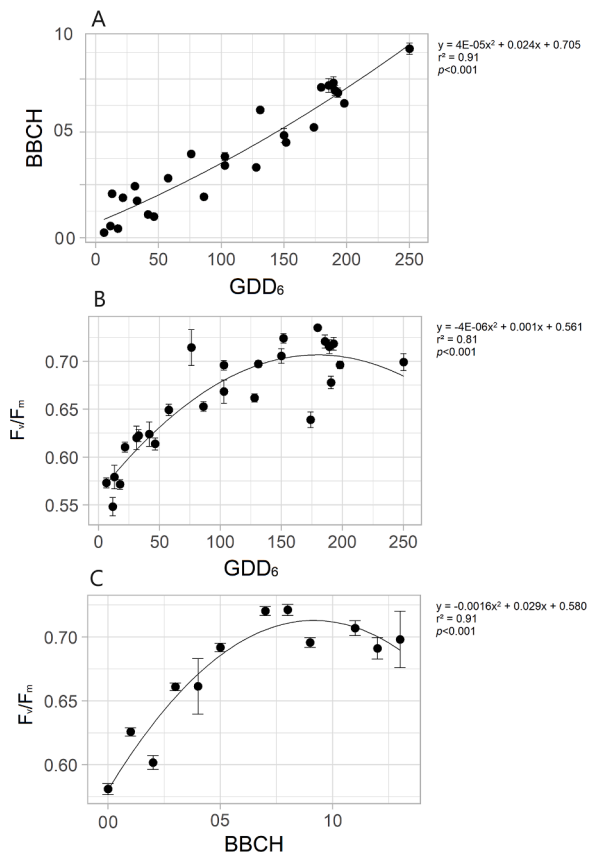 A
10
05
00
BBCH
0 50 100 150 200 250
GDD₆
y = 4E-05x² + 0.024x + 0.705
r² = 0.91
p<0.001
B
0.70
0.65
0.60
0.55
Fᵥ/Fₘ
0 50 100 150 200 250
GDD₆
y = -4E-06x² + 0.001x + 0.561
r² = 0.81
p<0.001
C
0.70
0.60
Fᵥ/Fₘ
00 05 10
BBCH
y = -0.0016x² + 0.029x + 0.580
r² = 0.91
p<0.001